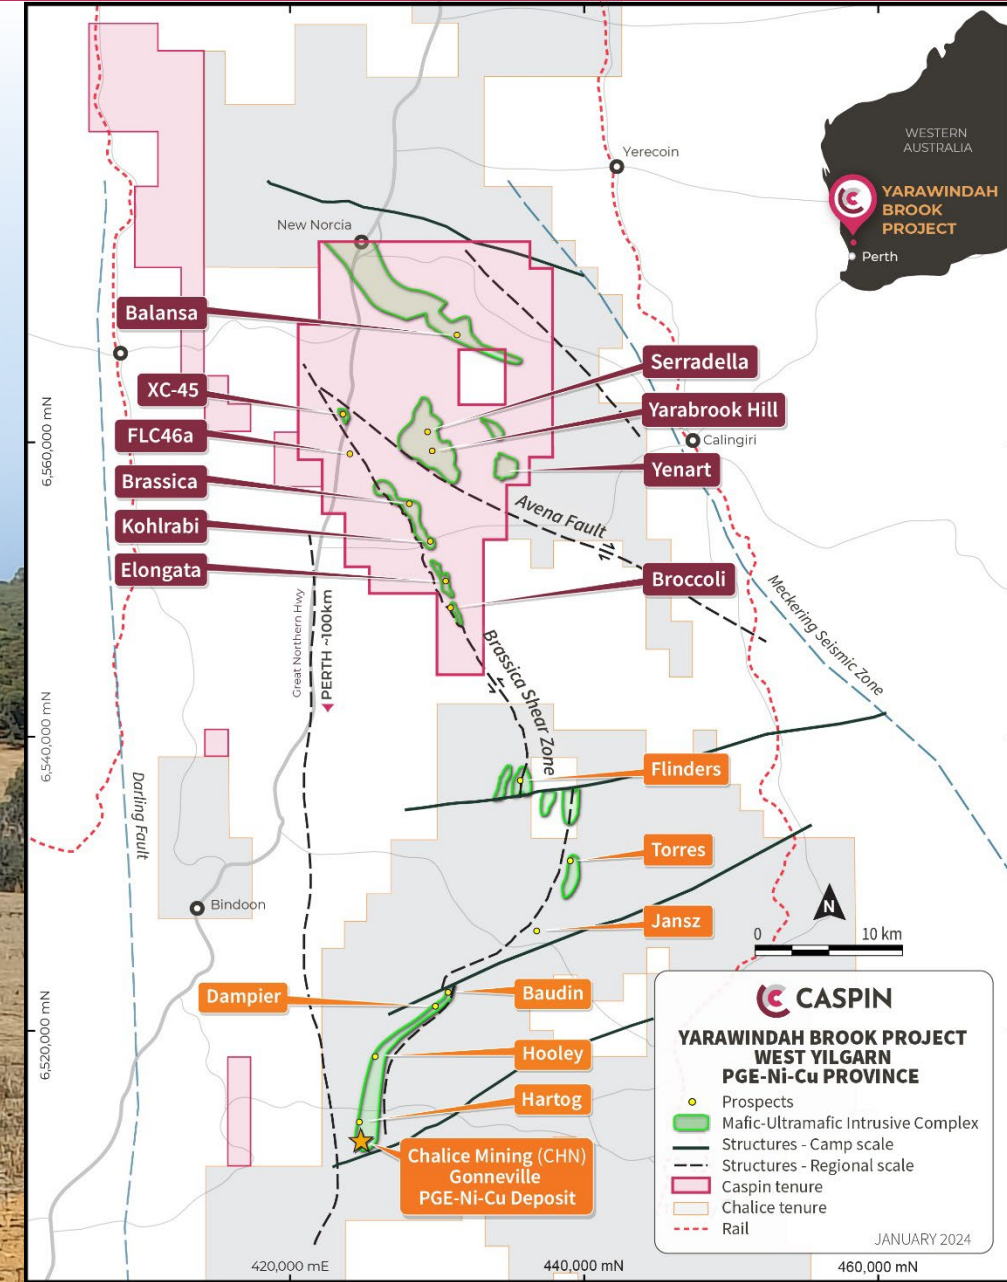 WESTERN
AUSTRALIA
YARAWINDAH
BROOK
PROJECT
Perth
Yerecoin
New Norcia
Balansa
XC-45
FLC46a
Brassica
Kohlrabi
Elongata
Serradella
Yarabrook Hill
Yenart
Broccoli
Calingiri
Avena Fault
Meckering Seismic Zone
Brassica Shear Zone
Great Northern Hwy
PERTH ~100km
Darling Fault
Bindoon
Flinders
Torres
Jansz
Baudin
Dampier
Hooley
Hartog
Chalice Mining (CHN)
Gonneville
PGE-Ni-Cu Deposit
6,560,000 mN
6,540,000 mN
6,520,000 mN
420,000 mE
440,000 mN
460,000 mN
N
0 10 km
CASPIN
YARAWINDAH BROOK PROJECT
WEST YILGARN
PGE-Ni-Cu PROVINCE
Prospects
Mafic-Ultramafic Intrusive Complex
Structures - Camp scale
Structures - Regional scale
Caspin tenure
Chalice tenure
Rail
JANUARY 2024